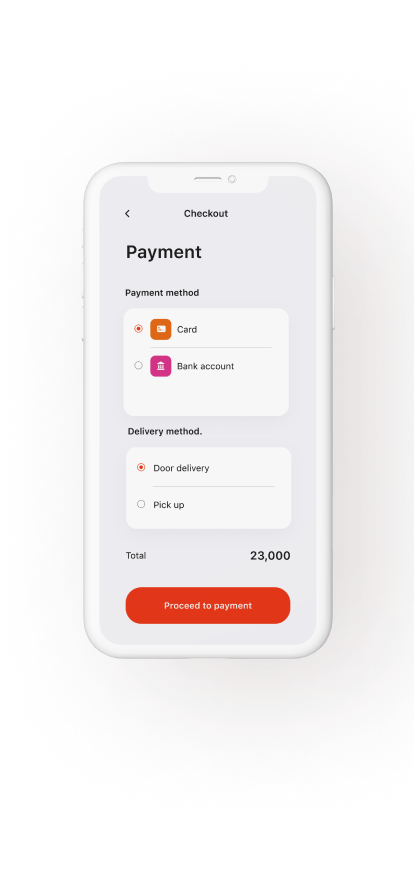 Checkout
Payment
Payment method
Card
Bank account
Delivery method.
Door delivery
Pick up
Total 23,000
Proceed to payment